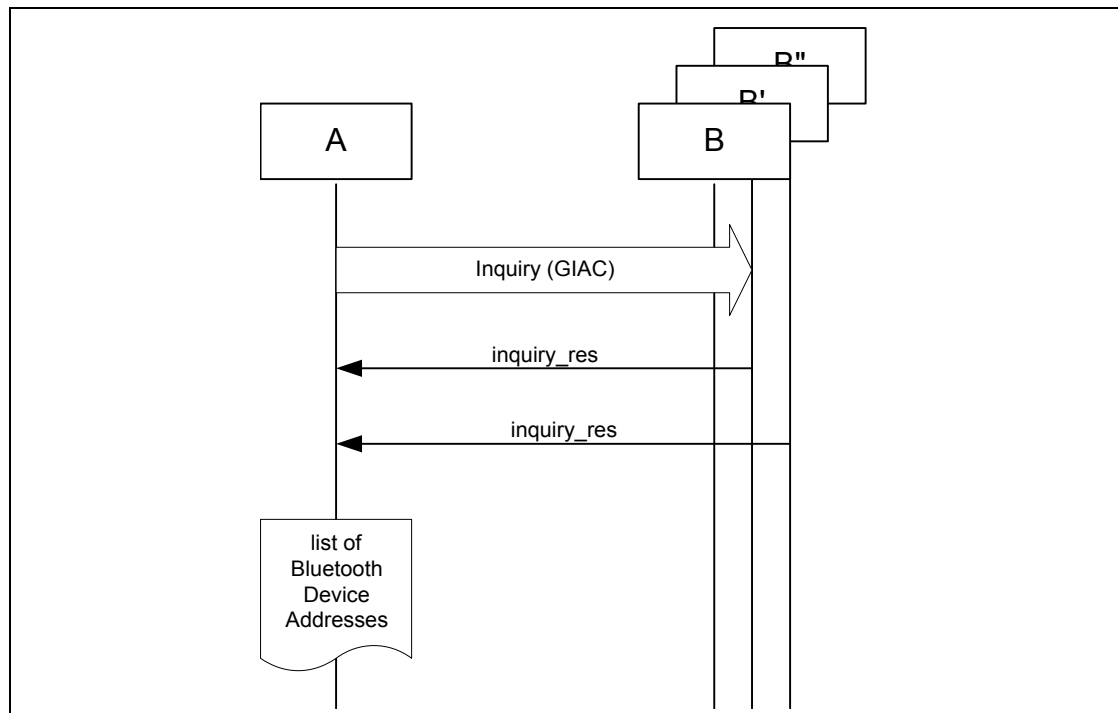 B"
B'
A
B
Inquiry (GIAC)
inquiry_res
inquiry_res
list of
Bluetooth
Device
Addresses